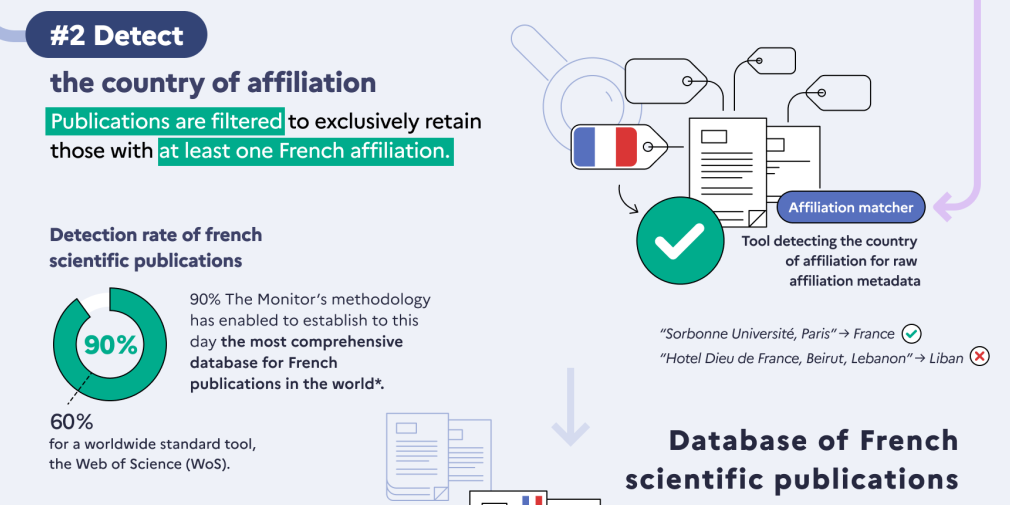 #2 Detect
the country of affiliation
Publications are filtered to exclusively retain
those with at least one French affiliation.
Detection rate of french
scientific publications
90%
90% The Monitor's methodology
has enabled to establish to this
day the most comprehensive
database for French
publications in the world*.
60%
for a worldwide standard tool,
the Web of Science (WoS).
Affiliation matcher
Tool detecting the country
of affiliation for raw
affiliation metadata
"Sorbonne Université, Paris" → France
"Hotel Dieu de France, Beirut, Lebanon" → Liban
Database of French
scientific publications